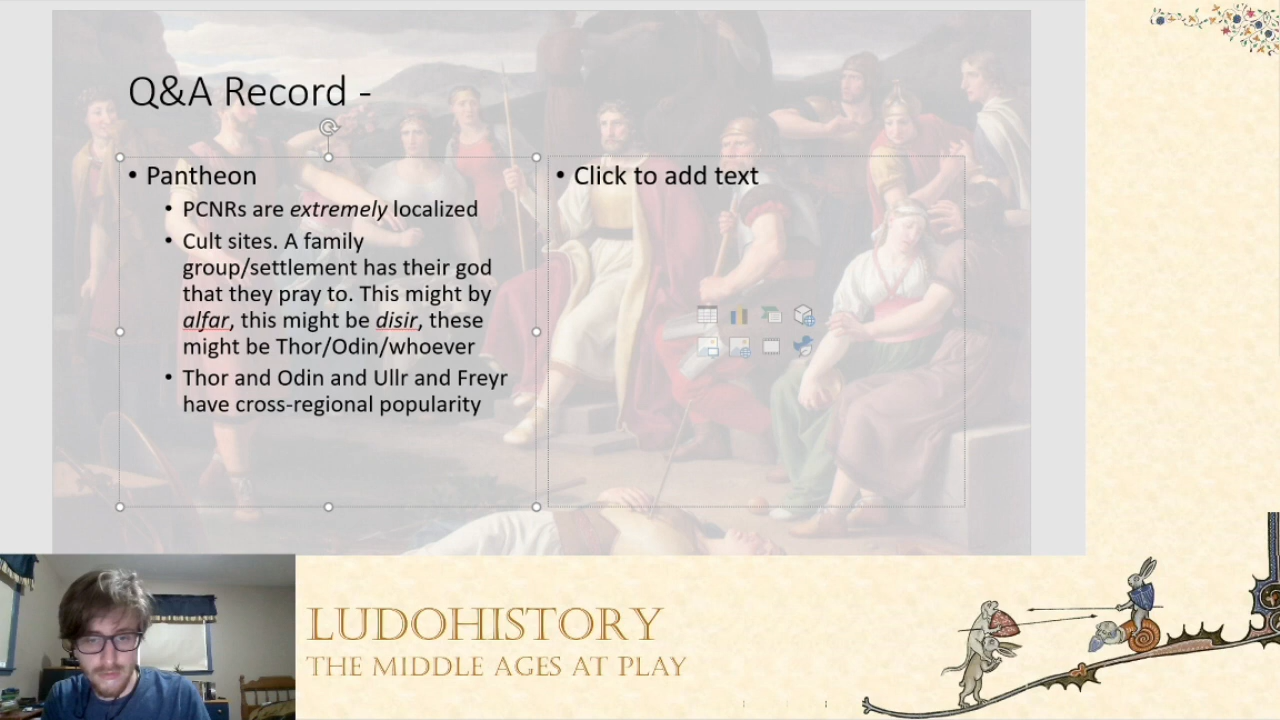 Q&A Record -
• Pantheon
• PCNRs are extremely localized
• Cult sites. A family
group/settlement has their god
that they pray to. This might by
alfar, this might be disir, these
might be Thor/Odin/whoever
• Thor and Odin and Ullr and Freyr
have cross-regional popularity
• Click to add text
LUDOHISTORY
THE MIDDLE AGES AT PLAY